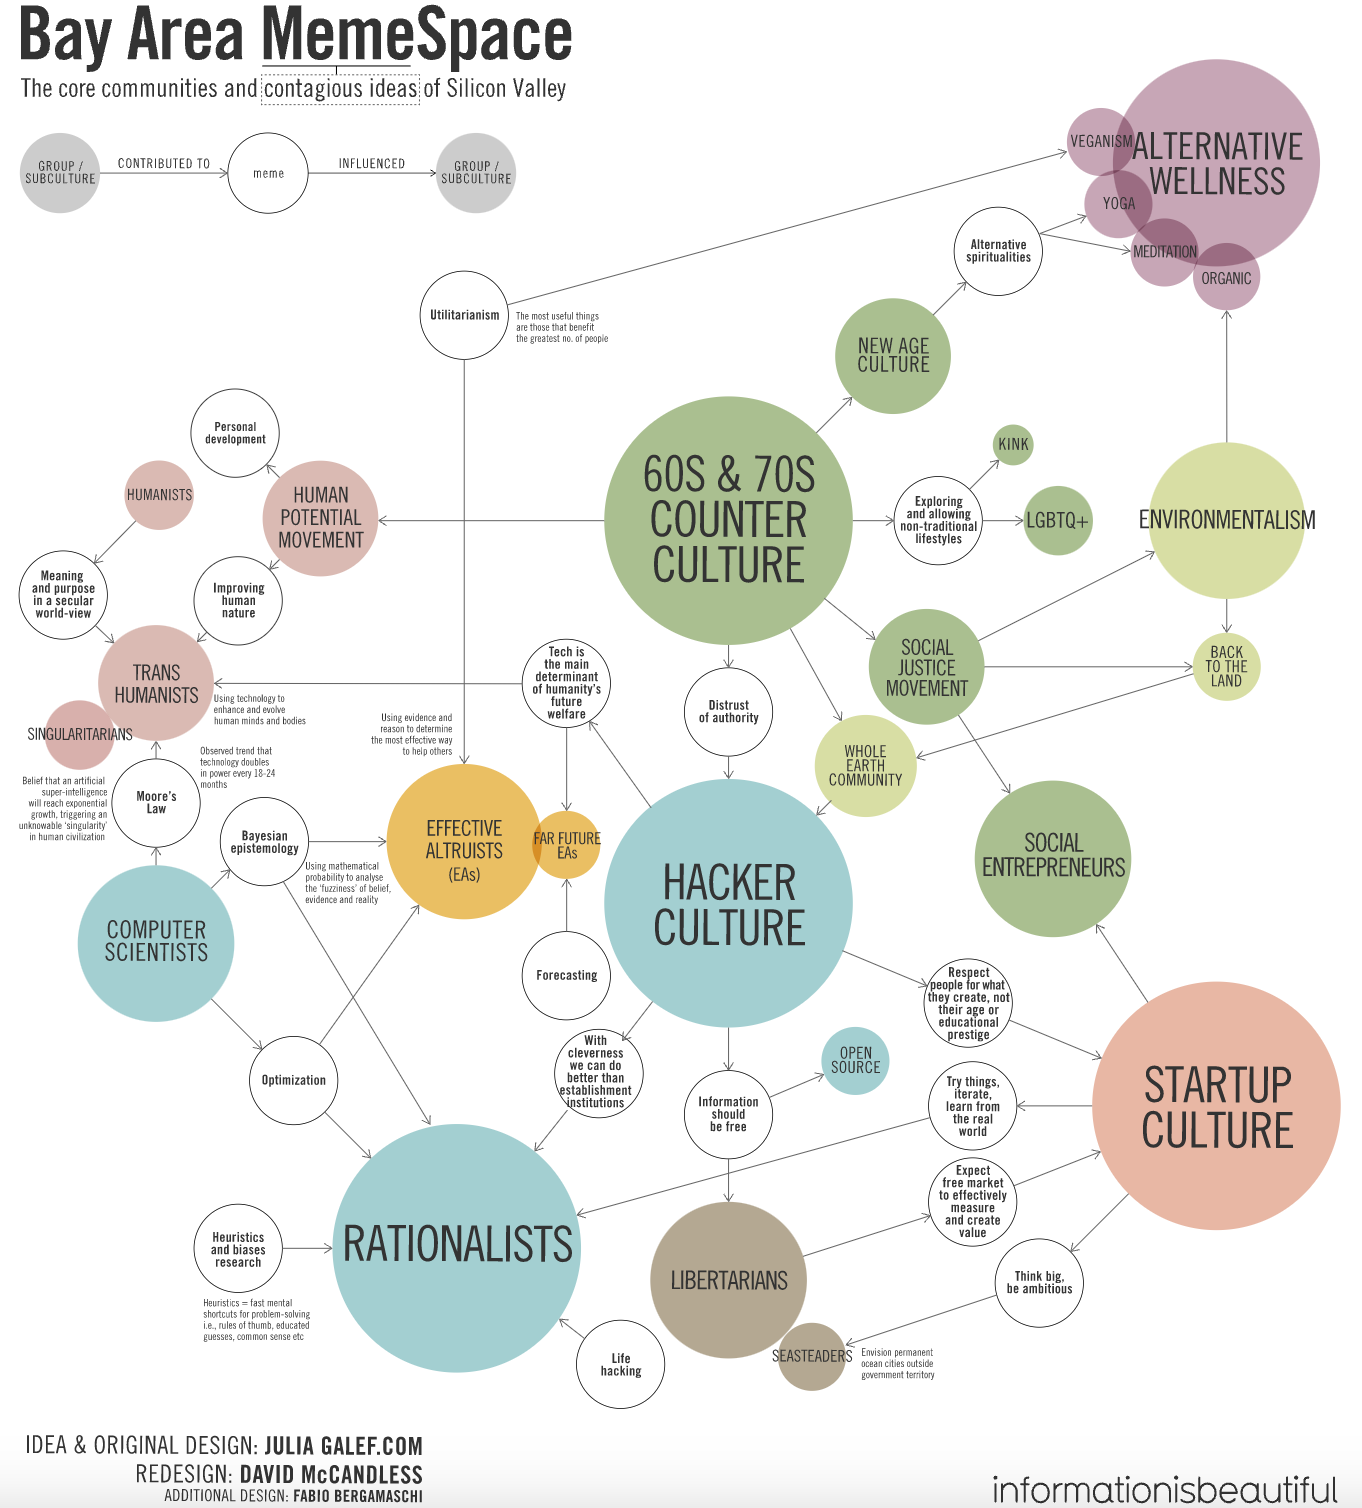 Bay Area MemeSpace
The core communities and contagious ideas of Silicon Valley
GROUP /
SUBCULTURE
CONTRIBUTED TO
meme
INFLUENCED
GROUP /
SUBCULTURE
VEGANISM
ALTERNATIVE
WELLNESS
YOGA
MEDITATION
ORGANIC
Alternative
spiritualities
Utilitarianism
The most useful things
are those that benefit
the greatest no. of people
NEW AGE
CULTURE
Personal
development
HUMANISTS
HUMAN
POTENTIAL
MOVEMENT
60S & 70S
COUNTER
CULTURE
KINK
Exploring
and allowing
non-traditional
lifestyles
LGBTQ+
ENVIRONMENTALISM
Meaning
and purpose
in a secular
world-view
Improving
human
nature
TRANS
HUMANISTS
Using technology to
enhance and evolve
human minds and bodies
Tech is
the main
determinant
of humanity's
future
welfare
Distrust
of authority
SOCIAL
JUSTICE
MOVEMENT
BACK
TO THE
LAND
SINGULARITARIANS
Belief that an artificial
super-intelligence
will reach exponential
growth, triggering an
unknowable 'singularity'
in human civilization
Observed trend that
technology doubles
in power every 18-24
months
Moore's
Law
Using evidence and
reason to determine
the most effective way
to help others
WHOLE
EARTH
COMMUNITY
Bayesian
epistemology
Using mathematical
probability to analyse
the 'fuzziness' of belief,
evidence and reality
EFFECTIVE
ALTRUISTS
(EAs)
FAR FUTURE
EAs
HACKER
CULTURE
SOCIAL
ENTREPRENEURS
COMPUTER
SCIENTISTS
Forecasting
Respect
people for what
they create, not
their age or
educational
prestige
Optimization
With
cleverness
we can do
better than
establishment
institutions
Information
should
be free
OPEN
SOURCE
Try things,
iterate,
learn from
the real
world
STARTUP
CULTURE
Expect
free market
to effectively
measure
and create
value
Heuristics
and biases
research
Heuristics = fast mental
shortcuts for problem-solving
i.e., rules of thumb, educated
guesses, common sense etc
RATIONALISTS
LIBERTARIANS
Think big,
be ambitious
Life
hacking
SEASTEADERS
Envision permanent
ocean cities outside
government territory
IDEA & ORIGINAL DESIGN: JULIA GALEF.COM
REDESIGN: DAVID McCANDLESS
ADDITIONAL DESIGN: FABIO BERGAMASCHI
informationisbeautiful